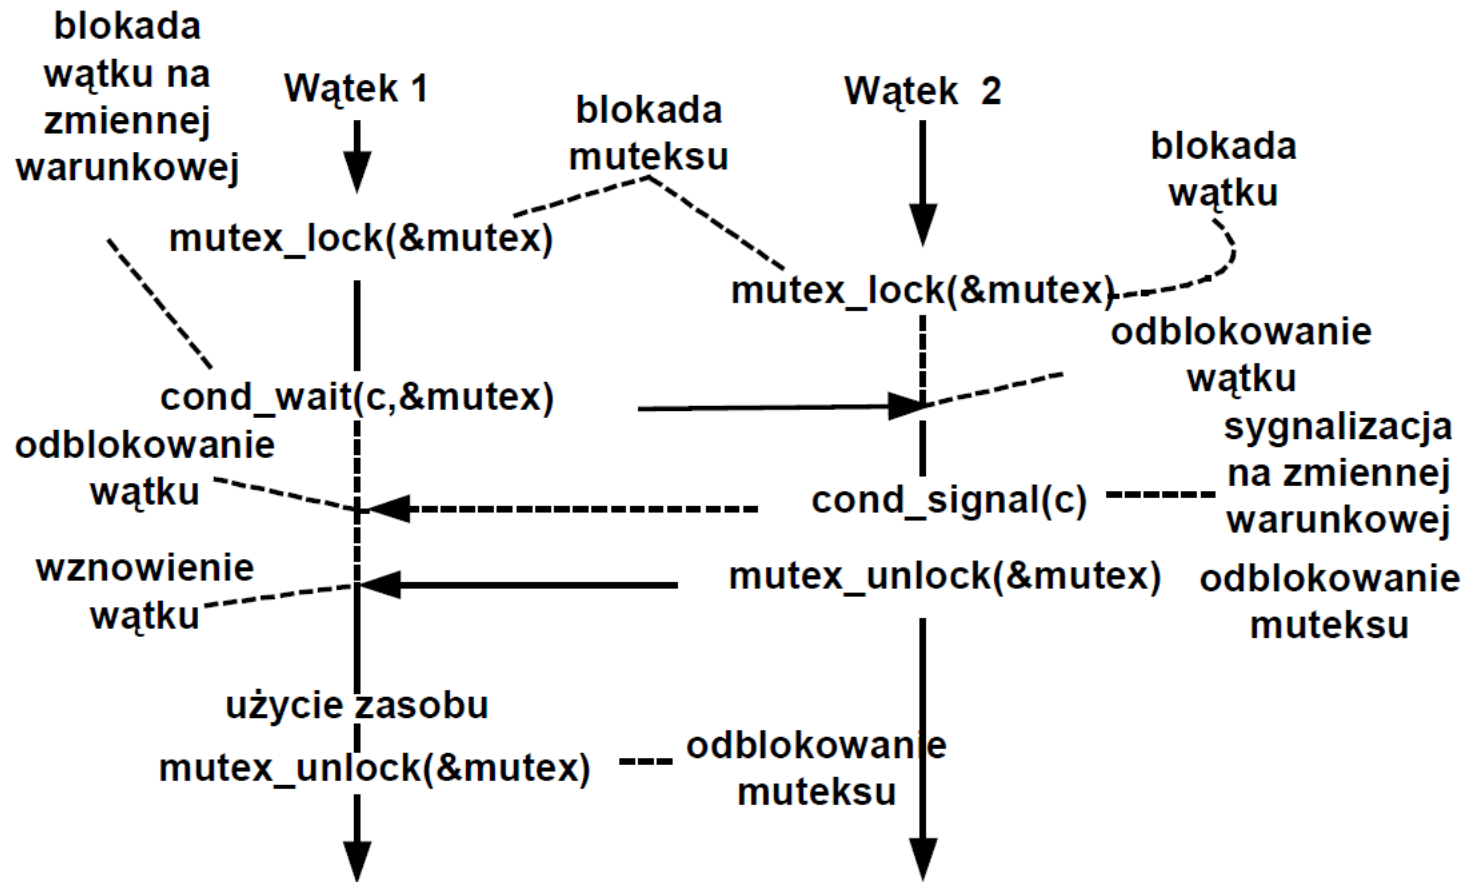 blokada
wątku na
zmiennej
warunkowej
Wątek 1
blokada
muteksu
Wątek 2
blokada
wątku
mutex_lock(&mutex)
mutex_lock(&mutex)
odblokowanie
wątku
cond_wait(c,&mutex)
odblokowanie
wątku
sygnalizacja
na zmiennej
warunkowej
cond_signal(c)
wznowienie
wątku
mutex_unlock(&mutex)
odblokowanie
muteksu
użycie zasobu
mutex_unlock(&mutex)
odblokowanie
muteksu